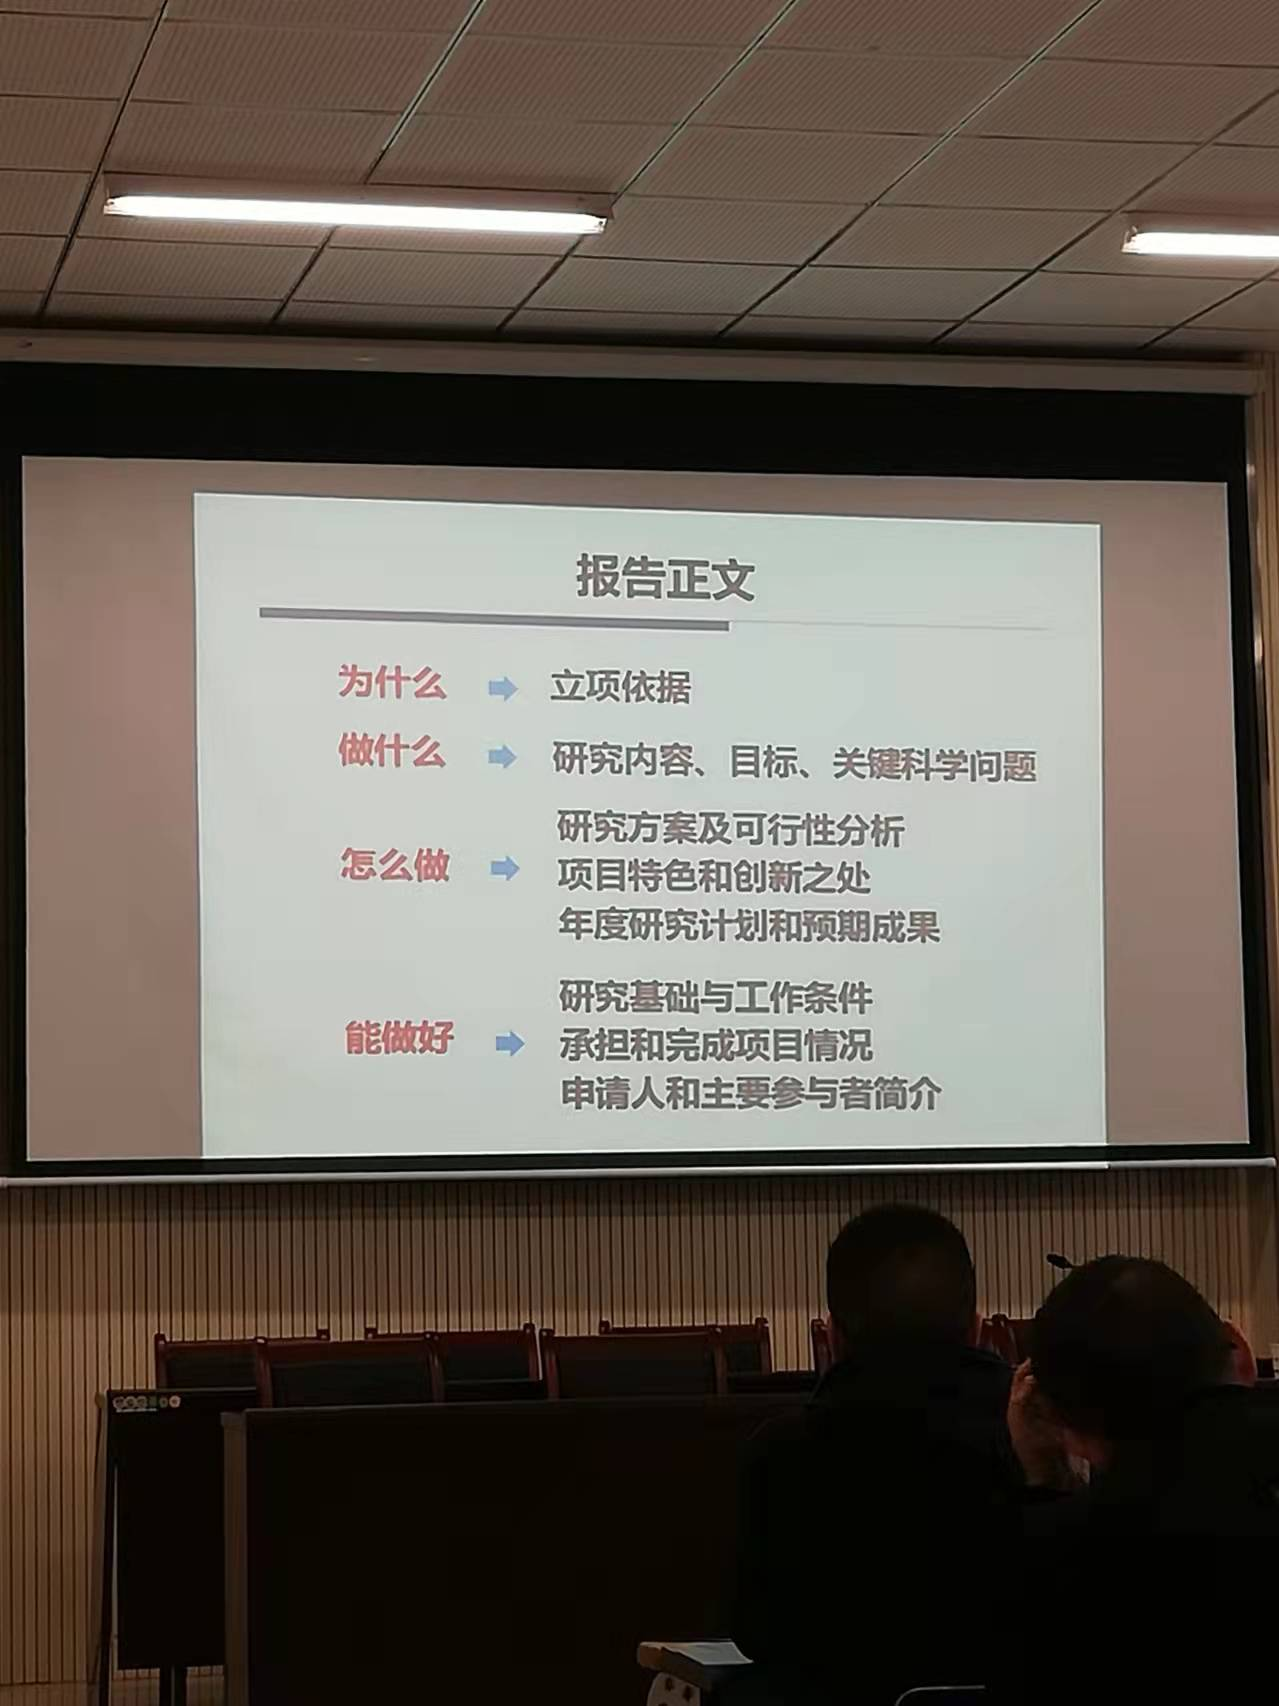 报告正文
为什么 立项依据
做什么 研究内容、目标、关键科学问题
研究方案及可行性分析
怎么做 项目特色和创新之处
年度研究计划和预期成果
研究基础与工作条件
能做好 承担和完成项目情况
申请人和主要参与者简介